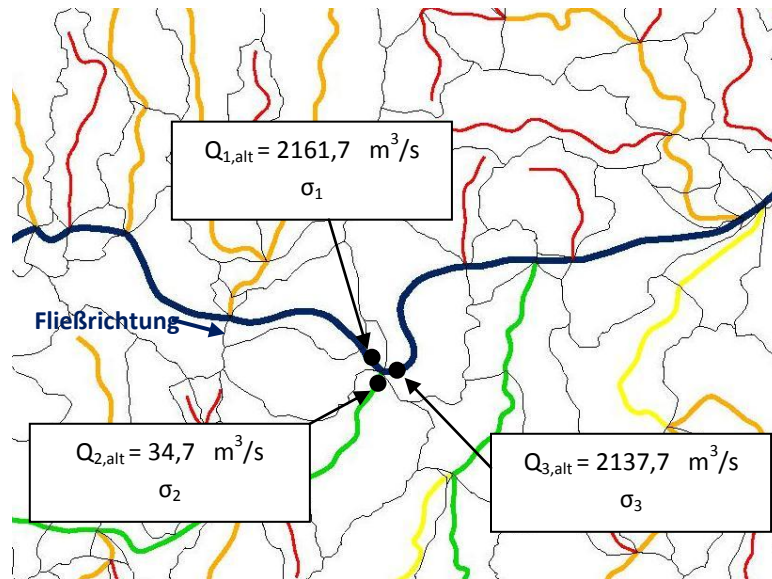 Q1,alt = 2161,7 m³/s
σ1
Fließrichtung
Q2,alt = 34,7 m³/s
σ2
Q3,alt = 2137,7 m³/s
σ3